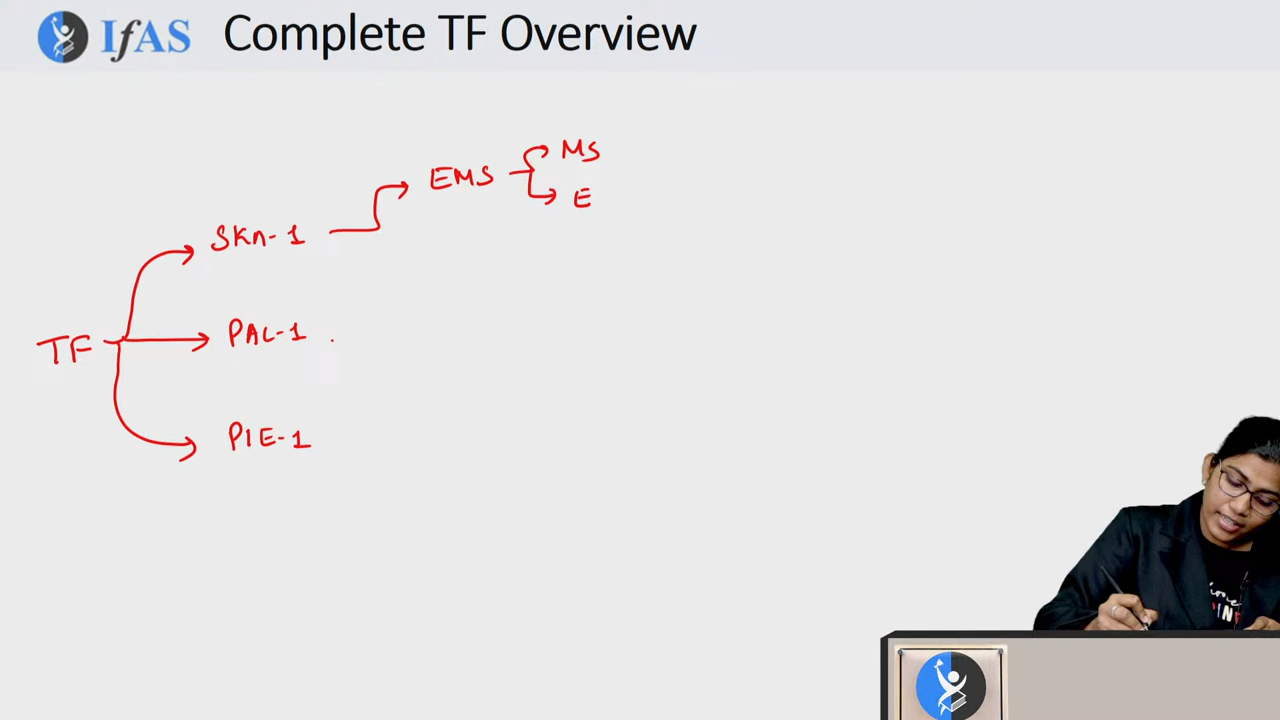 IfAS Complete TF Overview
MS
EMS
E
SKn-1
PAL-1
TF
PIE-1